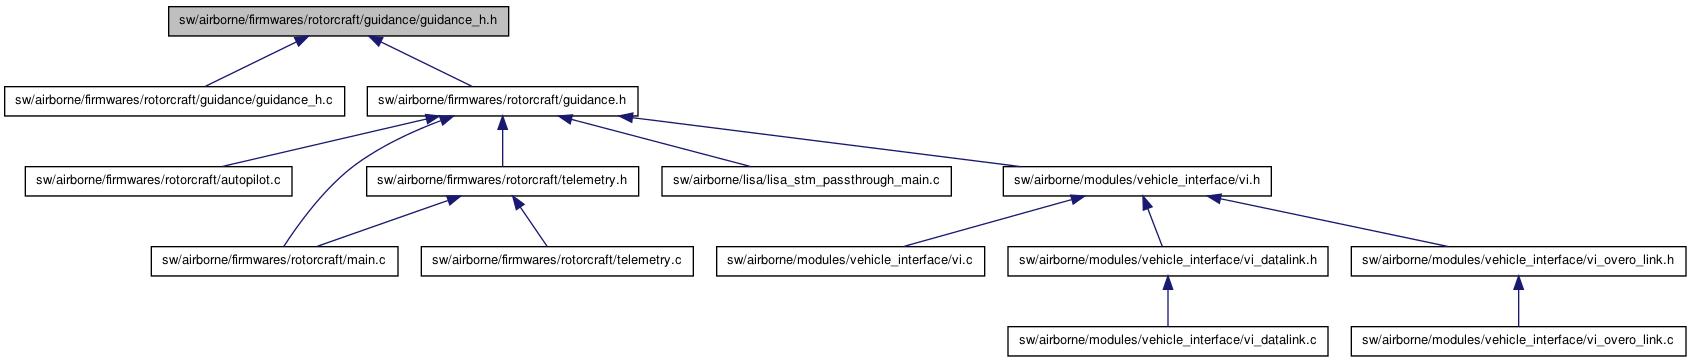 sw/airborne/firmwares/rotorcraft/guidance/guidance_h.h
sw/airborne/firmwares/rotorcraft/guidance/guidance_h.c
sw/airborne/firmwares/rotorcraft/guidance.h
sw/airborne/firmwares/rotorcraft/autopilot.c
sw/airborne/firmwares/rotorcraft/telemetry.h
sw/airborne/lisa/lisa_stm_passthrough_main.c
sw/airborne/modules/vehicle_interface/vi.h
sw/airborne/firmwares/rotorcraft/main.c
sw/airborne/firmwares/rotorcraft/telemetry.c
sw/airborne/modules/vehicle_interface/vi.c
sw/airborne/modules/vehicle_interface/vi_datalink.h
sw/airborne/modules/vehicle_interface/vi_overo_link.h
sw/airborne/modules/vehicle_interface/vi_datalink.c
sw/airborne/modules/vehicle_interface/vi_overo_link.c